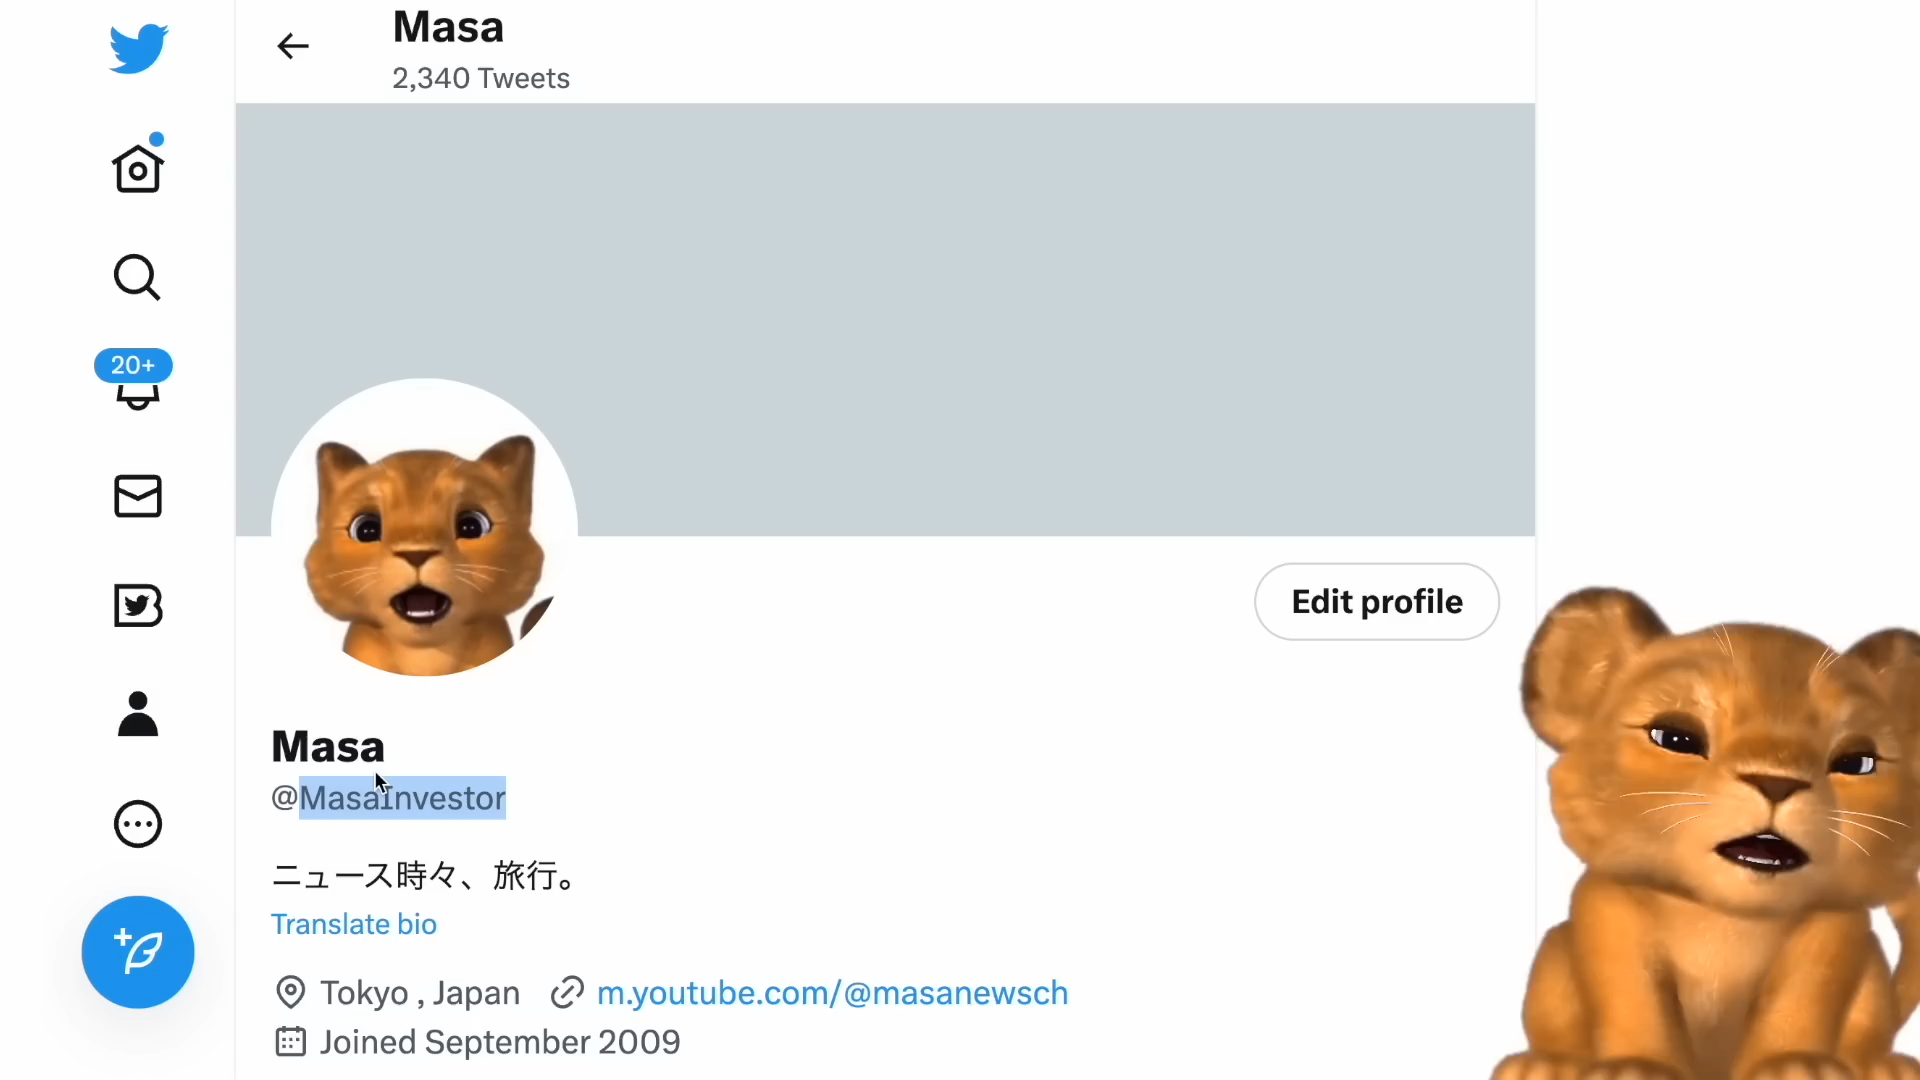 Masa
2,340 Tweets
20+
Edit profile
Masa
@MasaInvestor
ニュース時々、旅行。
Translate bio
Tokyo , Japan m.youtube.com/@masanewsch
Joined September 2009